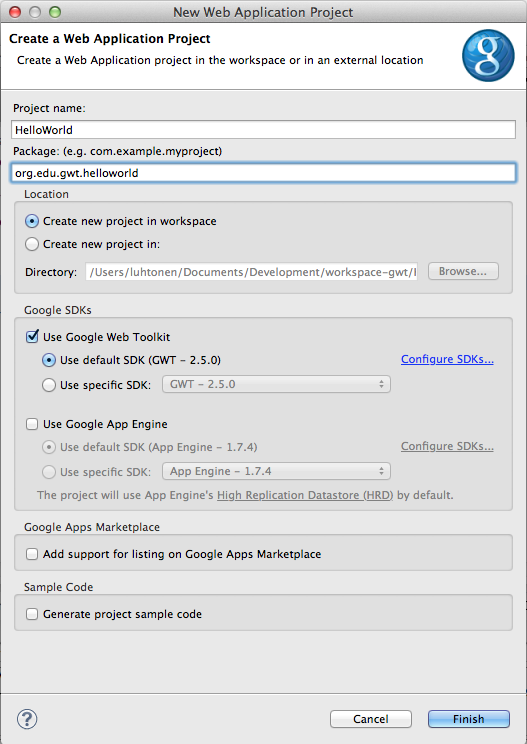 New Web Application Project
Create a Web Application Project
Create a Web Application project in the workspace or in an external location
g
Project name:
HelloWorld
Package: (e.g. com.example.myproject)
org.edu.gwt.helloworld
Location
Create new project in workspace
Create new project in:
Directory: /Users/luhtonen/Documents/Development/workspace-gwt/ Browse...
Google SDKs
Use Google Web Toolkit
Use default SDK (GWT - 2.5.0) Configure SDKs...
Use specific SDK: GWT - 2.5.0
Use Google App Engine
Use default SDK (App Engine - 1.7.4) Configure SDKs...
Use specific SDK: App Engine - 1.7.4
The project will use App Engine's High Replication Datastore (HRD) by default.
Google Apps Marketplace
Add support for listing on Google Apps Marketplace
Sample Code
Generate project sample code
? Cancel Finish